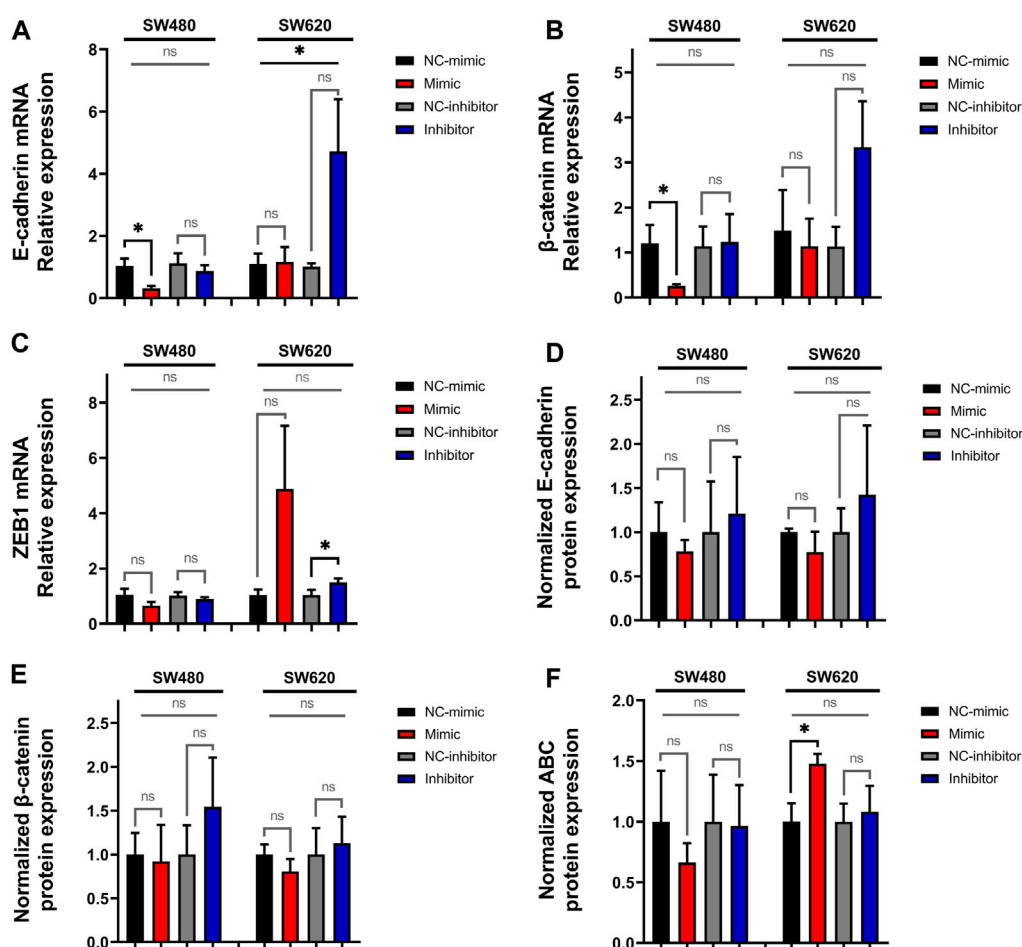 A
SW480
SW620
ns
*
8
6
4
2
0
E-cadherin mRNA
Relative expression
*
ns
ns
ns
NC-mimic
Mimic
NC-inhibitor
Inhibitor
B
SW480
SW620
ns
ns
5
4
3
2
1
0
β-catenin mRNA
Relative expression
*
ns
ns
ns
NC-mimic
Mimic
NC-inhibitor
Inhibitor
C
SW480
SW620
ns
ns
8
6
4
2
0
ZEB1 mRNA
Relative expression
ns
ns
ns
*
NC-mimic
Mimic
NC-inhibitor
Inhibitor
D
SW480
SW620
ns
ns
2.5
2.0
1.5
1.0
0.5
0.0
Normalized E-cadherin
protein expression
ns
ns
ns
ns
NC-mimic
Mimic
NC-inhibitor
Inhibitor
E
SW480
SW620
ns
ns
2.5
2.0
1.5
1.0
0.5
0.0
Normalized β-catenin
protein expression
ns
ns
ns
ns
NC-mimic
Mimic
NC-inhibitor
Inhibitor
F
SW480
SW620
ns
ns
2.0
1.5
1.0
0.5
0.0
Normalized ABC
protein expression
ns
ns
*
ns
NC-mimic
Mimic
NC-inhibitor
Inhibitor